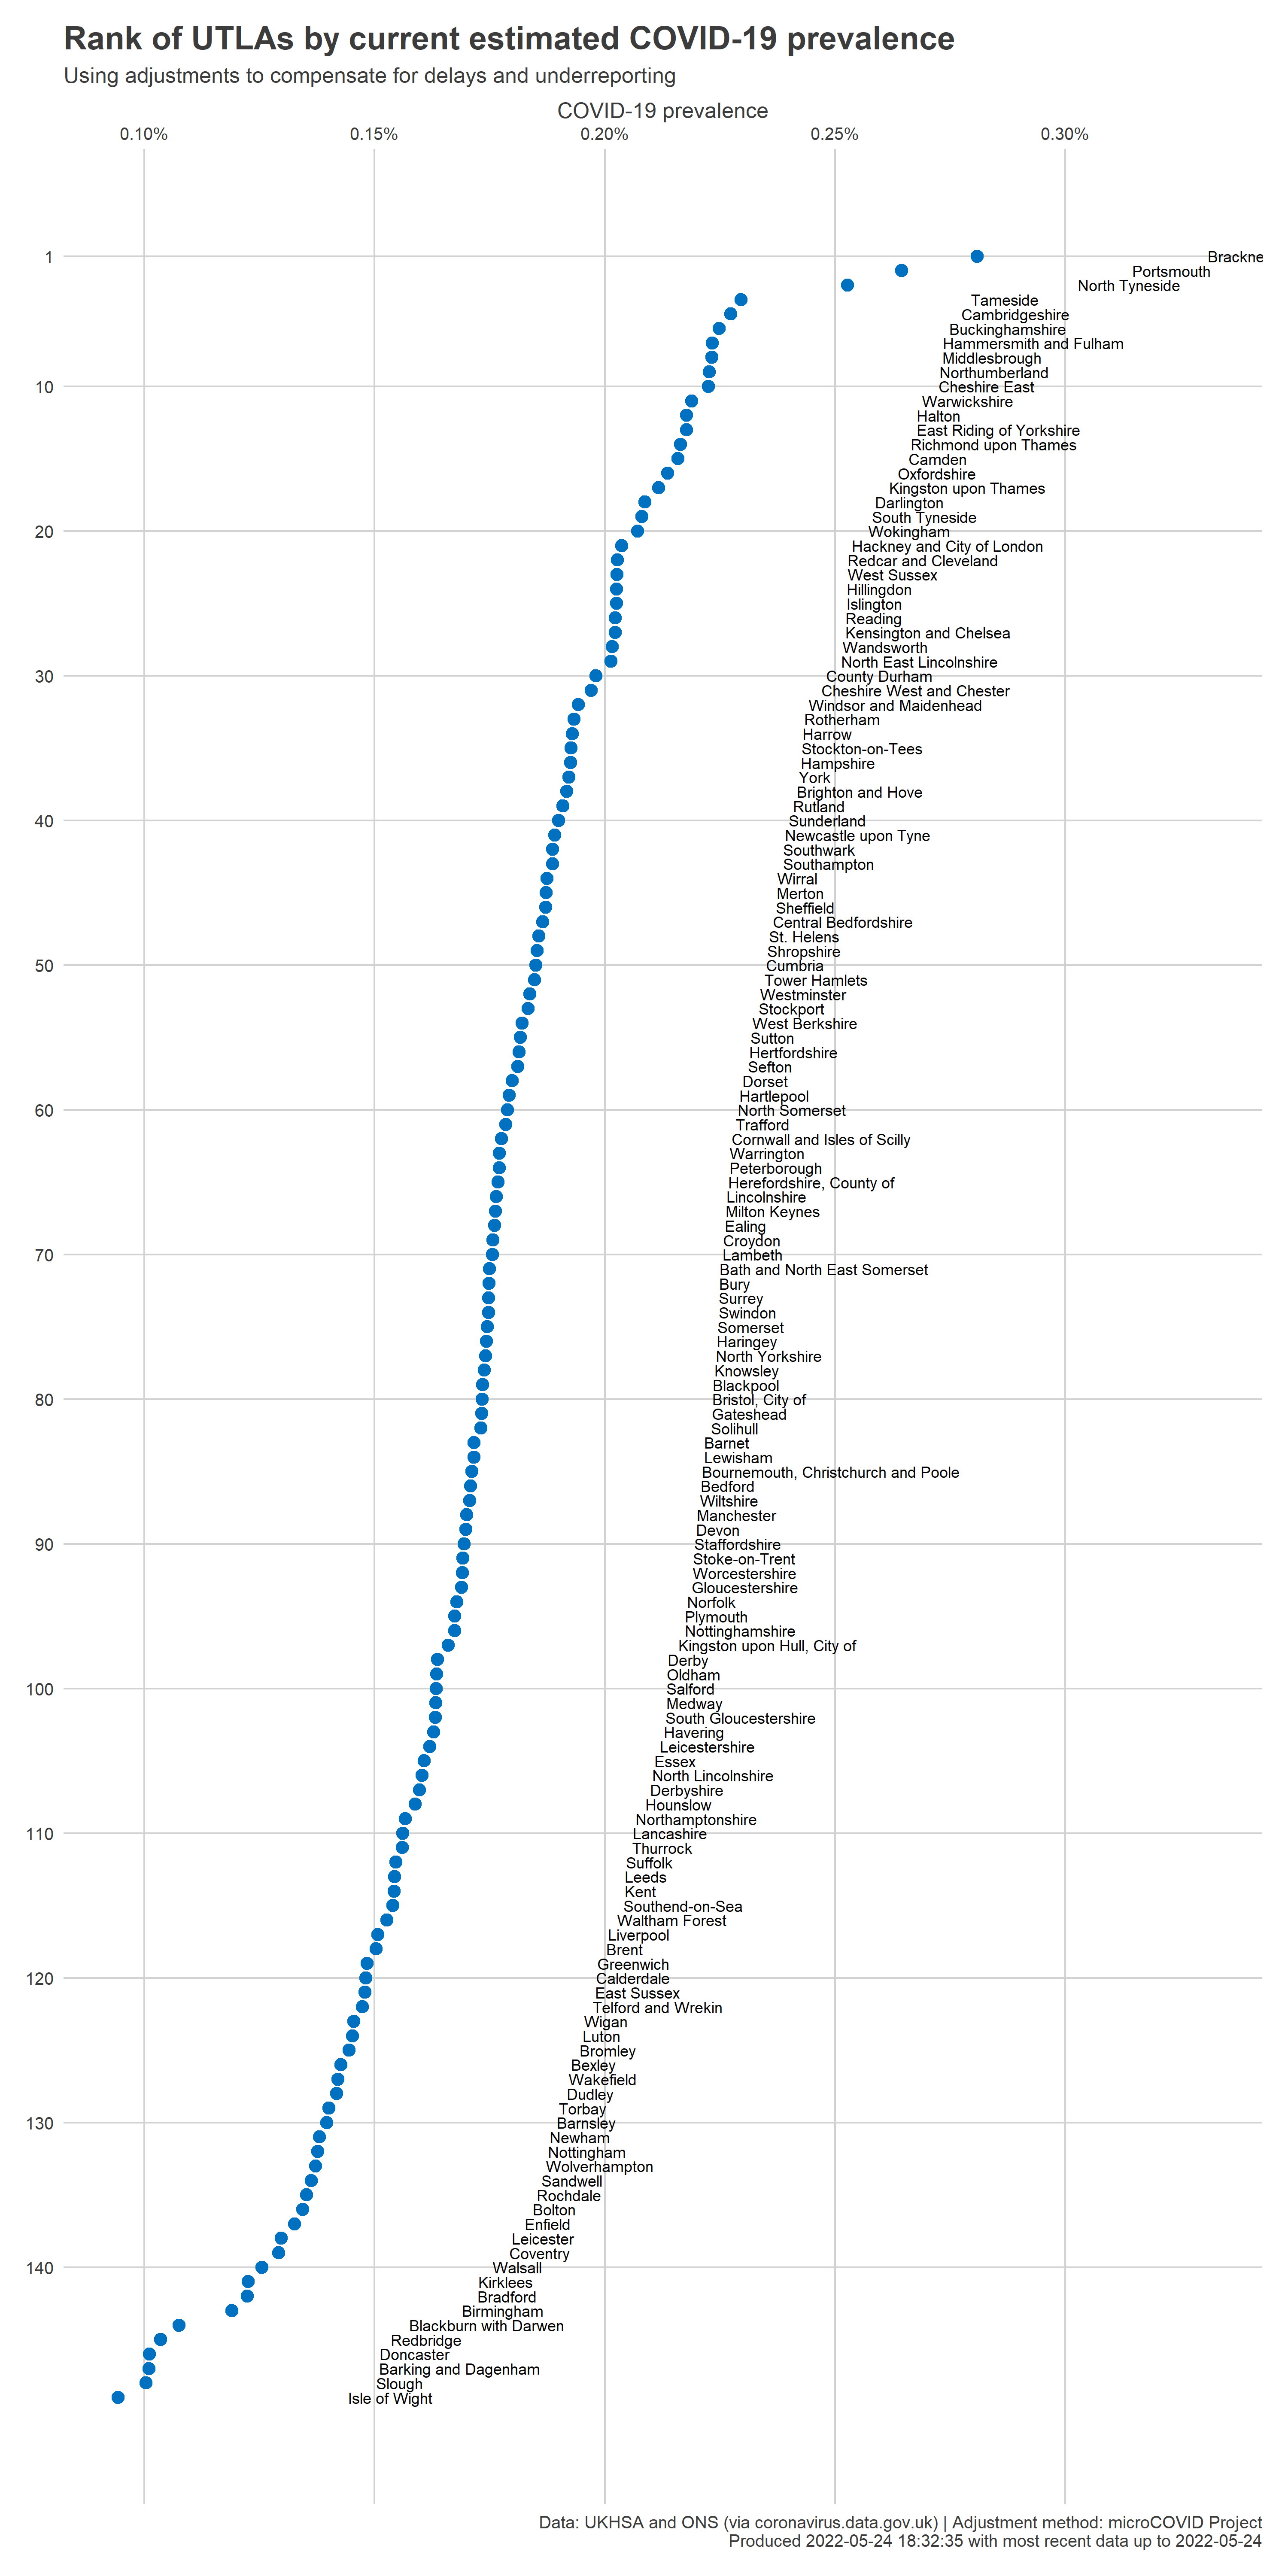 Rank of UTLAs by current estimated COVID-19 prevalence
Using adjustments to compensate for delays and underreporting
COVID-19 prevalence
0.10% 0.15% 0.20% 0.25% 0.30%
1 Brackne
Portsmouth
North Tyneside
Tameside
Cambridgeshire
Buckinghamshire
Hammersmith and Fulham
Middlesbrough
Northumberland
10 Cheshire East
Warwickshire
Halton
East Riding of Yorkshire
Richmond upon Thames
Camden
Oxfordshire
Kingston upon Thames
Darlington
South Tyneside
20 Wokingham
Hackney and City of London
Redcar and Cleveland
West Sussex
Hillingdon
Islington
Reading
Kensington and Chelsea
Wandsworth
North East Lincolnshire
30 County Durham
Cheshire West and Chester
Windsor and Maidenhead
Rotherham
Harrow
Stockton-on-Tees
Hampshire
York
Brighton and Hove
Rutland
40 Sunderland
Newcastle upon Tyne
Southwark
Southampton
Wirral
Merton
Sheffield
Central Bedfordshire
St. Helens
Shropshire
50 Cumbria
Tower Hamlets
Westminster
Stockport
West Berkshire
Sutton
Hertfordshire
Sefton
Dorset
Hartlepool
60 North Somerset
Trafford
Cornwall and Isles of Scilly
Warrington
Peterborough
Herefordshire, County of
Lincolnshire
Milton Keynes
Ealing
Croydon
70 Lambeth
Bath and North East Somerset
Bury
Surrey
Swindon
Somerset
Haringey
North Yorkshire
Knowsley
Blackpool
80 Bristol, City of
Gateshead
Solihull
Barnet
Lewisham
Bournemouth, Christchurch and Poole
Bedford
Wiltshire
Manchester
Devon
90 Staffordshire
Stoke-on-Trent
Worcestershire
Gloucestershire
Norfolk
Plymouth
Nottinghamshire
Kingston upon Hull, City of
Derby
Oldham
100 Salford
Medway
South Gloucestershire
Havering
Leicestershire
Essex
North Lincolnshire
Derbyshire
Hounslow
Northamptonshire
110 Lancashire
Thurrock
Suffolk
Leeds
Kent
Southend-on-Sea
Waltham Forest
Liverpool
Brent
Greenwich
120 Calderdale
East Sussex
Telford and Wrekin
Wigan
Luton
Bromley
Bexley
Wakefield
Dudley
Torbay
130 Barnsley
Newham
Nottingham
Wolverhampton
Sandwell
Rochdale
Bolton
Enfield
Leicester
Coventry
140 Walsall
Kirklees
Bradford
Birmingham
Blackburn with Darwen
Redbridge
Doncaster
Barking and Dagenham
Slough
Isle of Wight
Data: UKHSA and ONS (via coronavirus.data.gov.uk) | Adjustment method: microCOVID Project
Produced 2022-05-24 18:32:35 with most recent data up to 2022-05-24